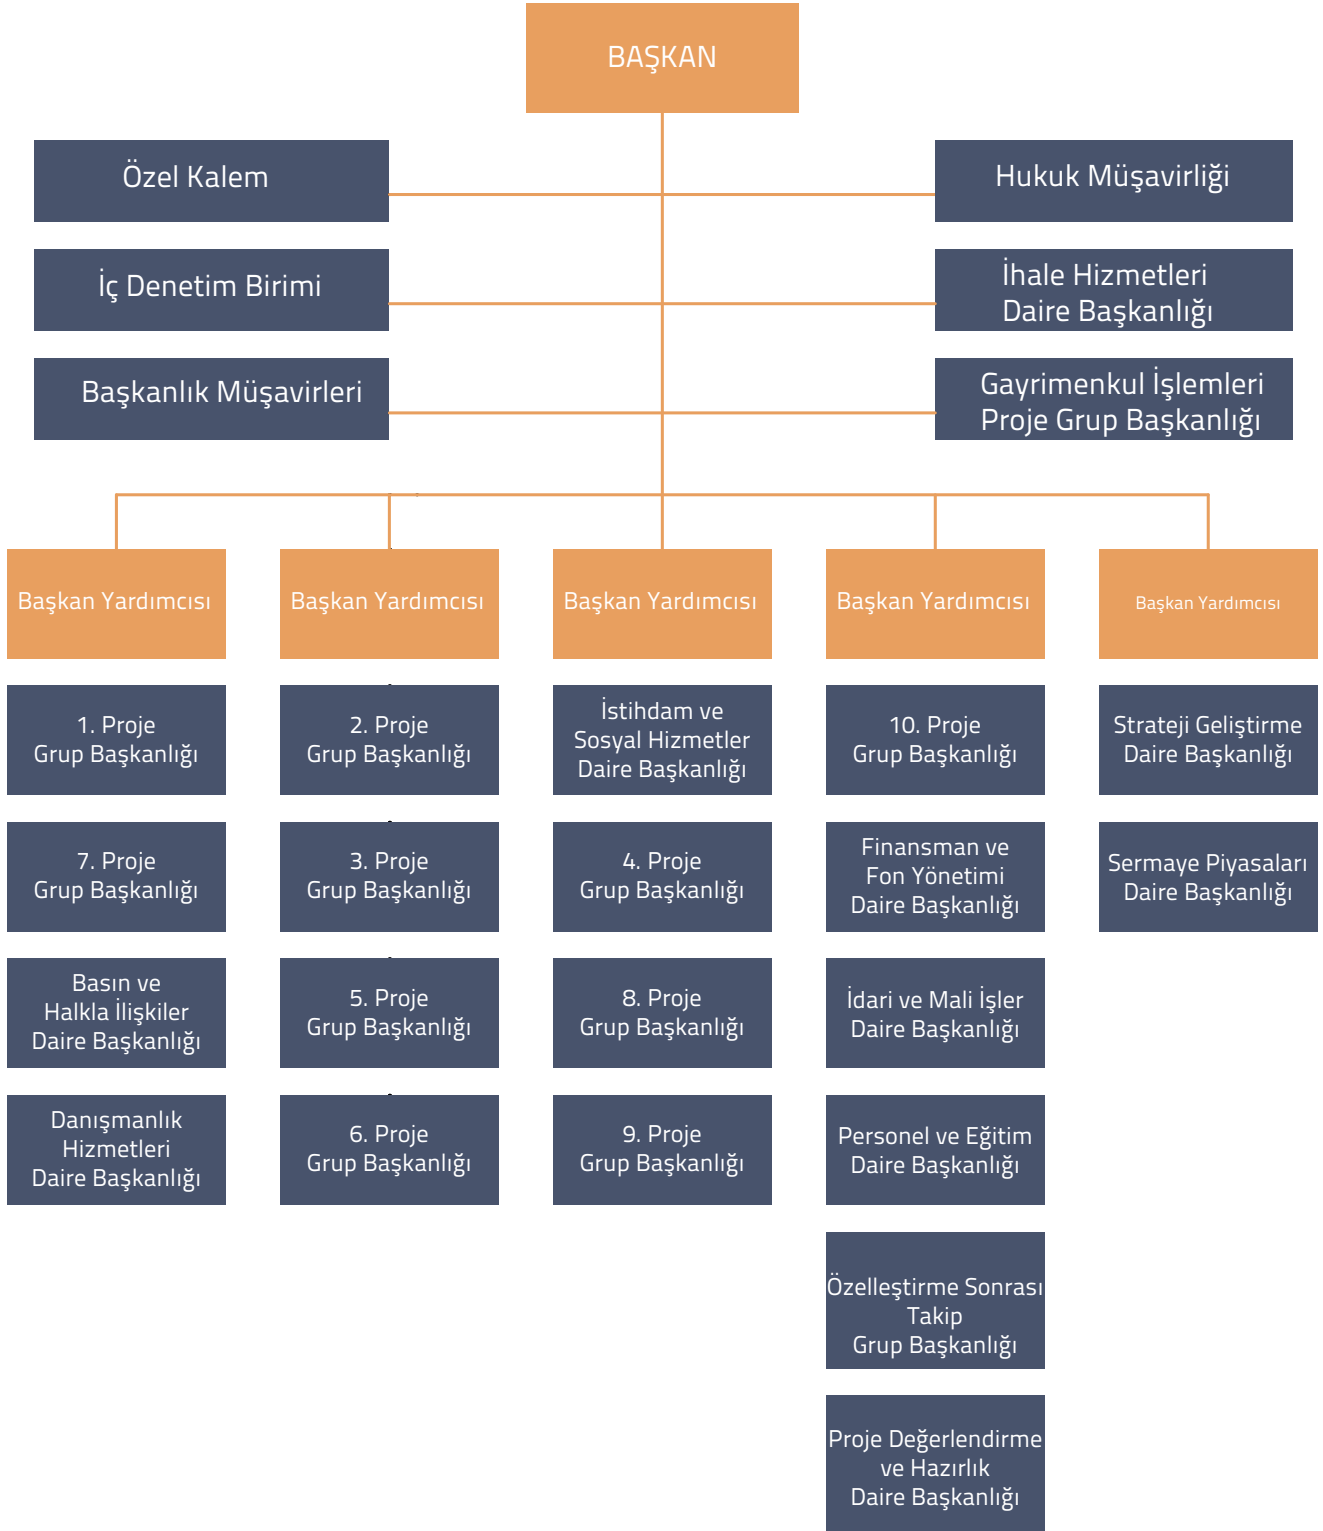 BAŞKAN
Özel Kalem
Hukuk Müşavirliği
İç Denetim Birimi
İhale Hizmetleri
Daire Başkanlığı
Başkanlık Müşavirleri
Gayrimenkul İşlemleri
Proje Grup Başkanlığı
Başkan Yardımcısı
Başkan Yardımcısı
Başkan Yardımcısı
Başkan Yardımcısı
Başkan Yardımcısı
1. Proje
Grup Başkanlığı
2. Proje
Grup Başkanlığı
İstihdam ve
Sosyal Hizmetler
Daire Başkanlığı
10. Proje
Grup Başkanlığı
Strateji Geliştirme
Daire Başkanlığı
7. Proje
Grup Başkanlığı
3. Proje
Grup Başkanlığı
4. Proje
Grup Başkanlığı
Finansman ve
Fon Yönetimi
Daire Başkanlığı
Sermaye Piyasaları
Daire Başkanlığı
Basın ve
Halkla İlişkiler
Daire Başkanlığı
5. Proje
Grup Başkanlığı
8. Proje
Grup Başkanlığı
İdari ve Mali İşler
Daire Başkanlığı
Danışmanlık
Hizmetleri
Daire Başkanlığı
6. Proje
Grup Başkanlığı
9. Proje
Grup Başkanlığı
Personel ve Eğitim
Daire Başkanlığı
Özelleştirme Sonrası
Takip
Grup Başkanlığı
Proje Değerlendirme
ve Hazırlık
Daire Başkanlığı